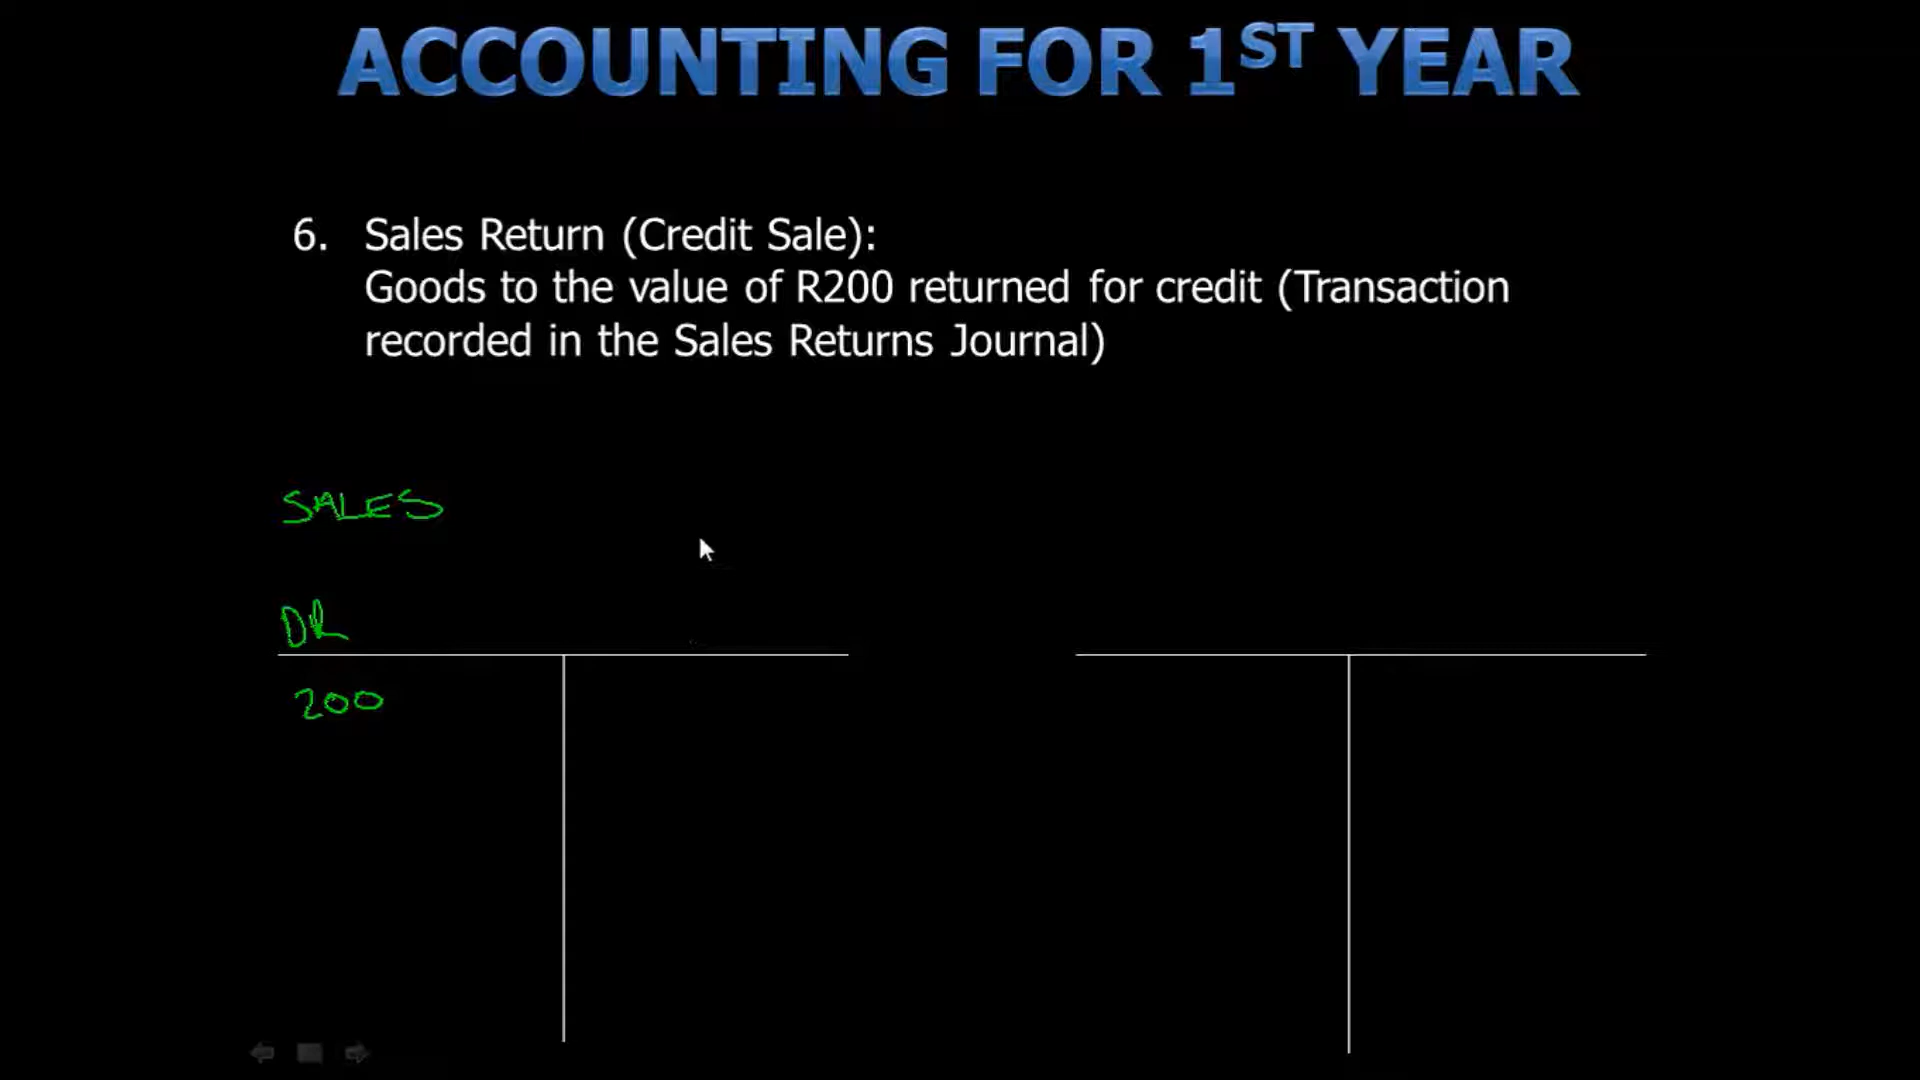 ACCOUNTING FOR 1ST YEAR
6. Sales Return (Credit Sale):
Goods to the value of R200 returned for credit (Transaction
recorded in the Sales Returns Journal)
SALES
DR
200